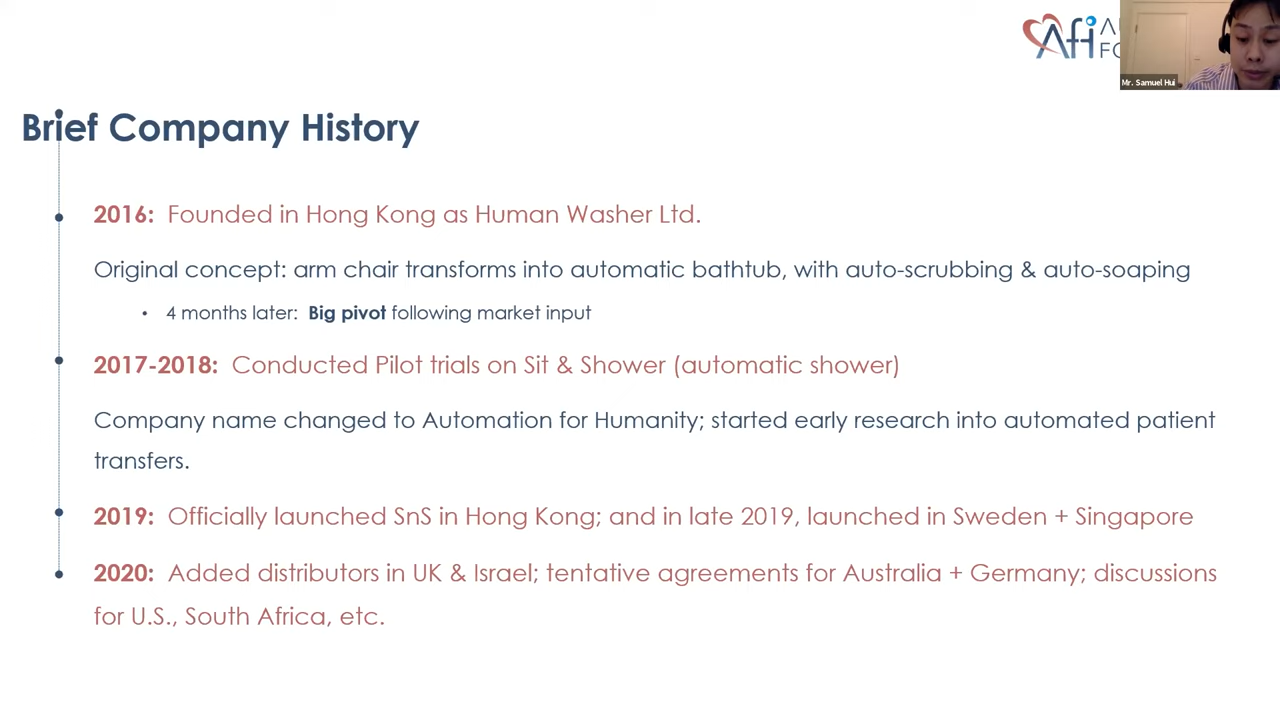 Afi
Mr. Samuel Hui
Brief Company History
2016: Founded in Hong Kong as Human Washer Ltd.
Original concept: arm chair transforms into automatic bathtub, with auto-scrubbing & auto-soaping
• 4 months later: Big pivot following market input
2017-2018: Conducted Pilot trials on Sit & Shower (automatic shower)
Company name changed to Automation for Humanity; started early research into automated patient
transfers.
2019: Officially launched SnS in Hong Kong; and in late 2019, launched in Sweden + Singapore
2020: Added distributors in UK & Israel; tentative agreements for Australia + Germany; discussions
for U.S., South Africa, etc.